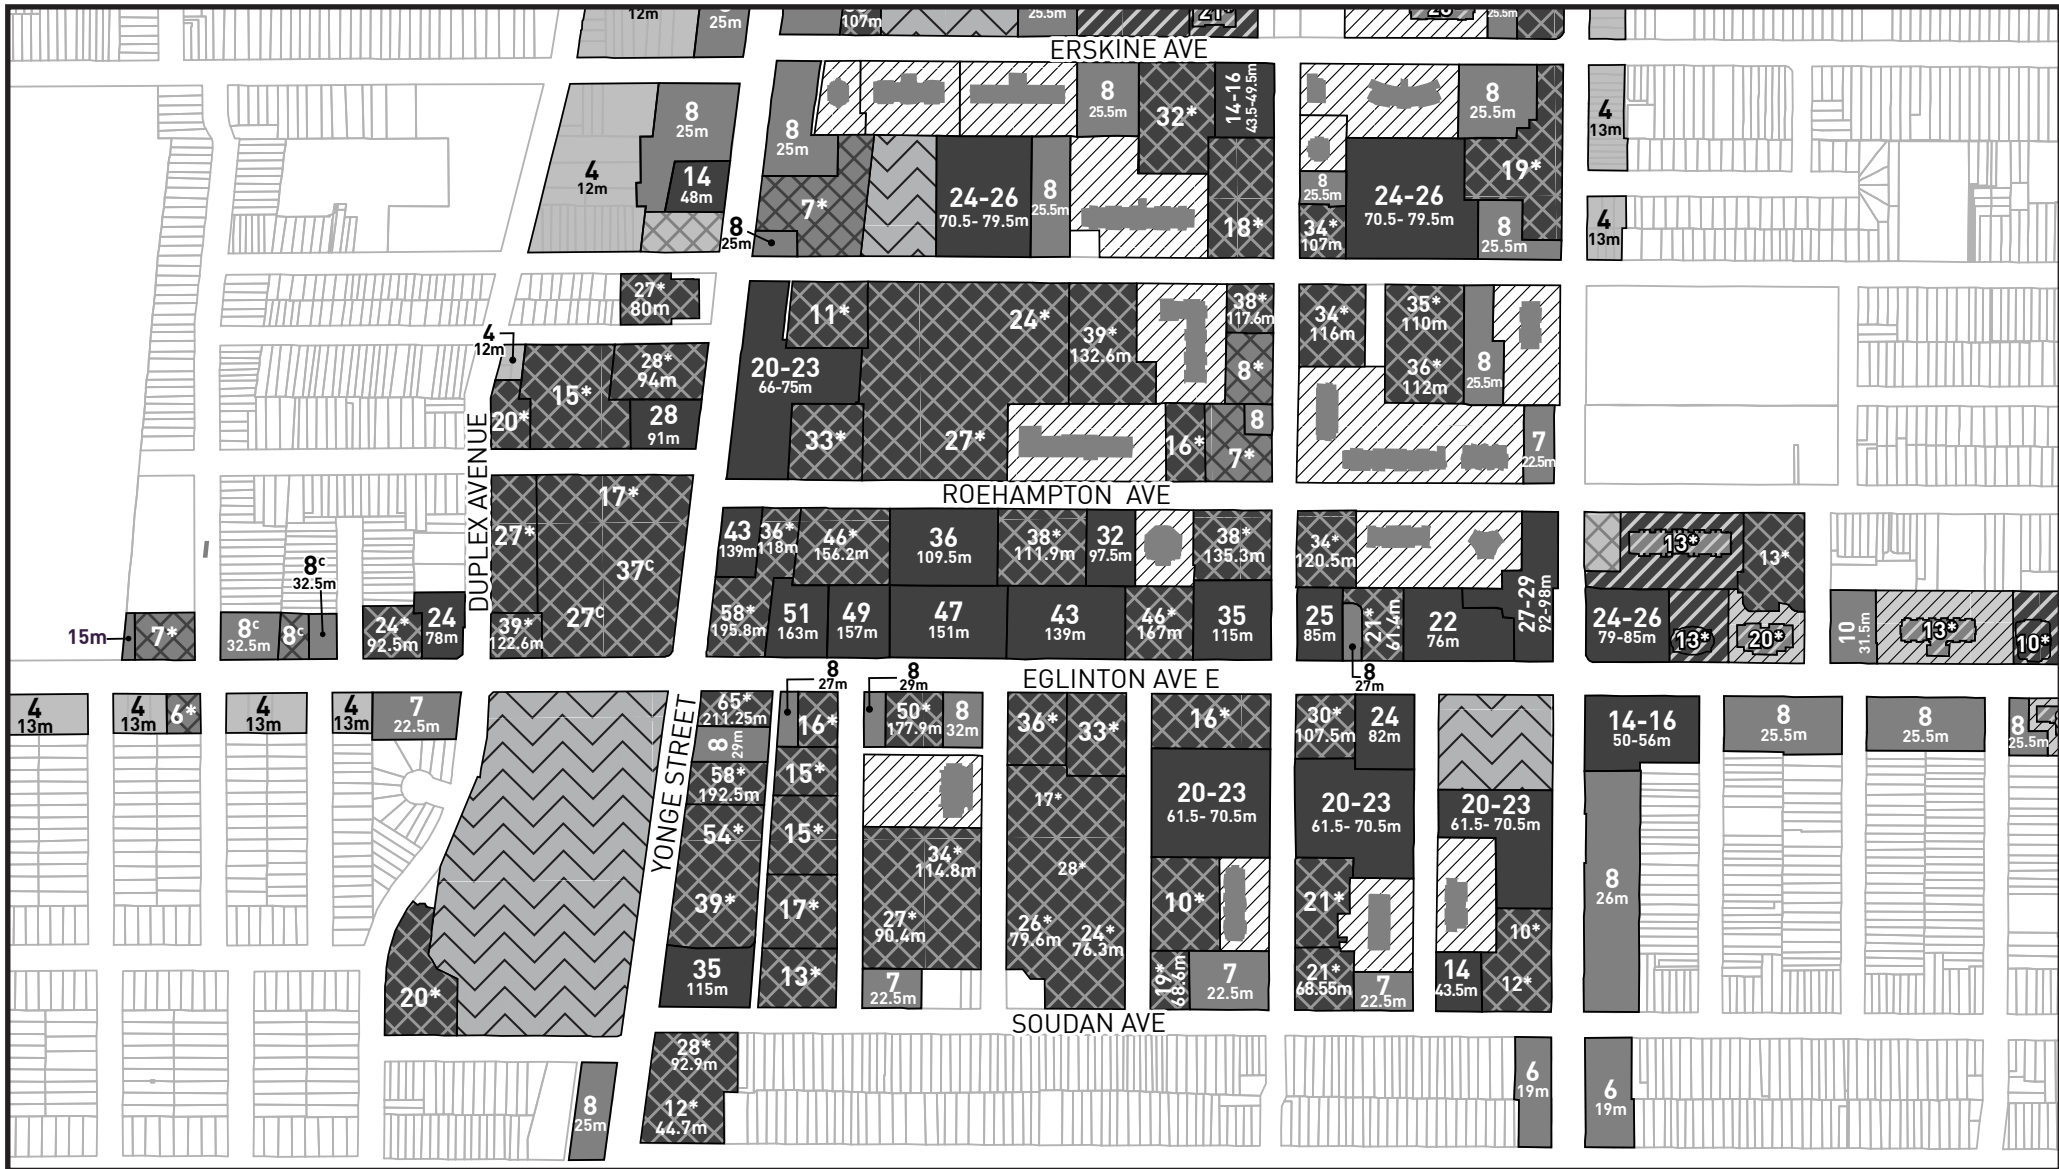 12m
25m
107m
25.5m
21*
25.5m
ERSKINE AVE
8
25m
4
12m
14
48m
8
25m
7*
8
25m
24-26
70.5- 79.5m
8
25.5m
8
25.5m
32*
14-16
43.5-49.5m
18*
8
25.5m
34*
107m
24-26
70.5- 79.5m
8
25.5m
19*
8
25.5m
4
13m
4
13m
27*
80m
4
12m
15*
28*
94m
28
91m
20*
11*
20-23
66-75m
33*
24*
27*
39*
132.6m
38*
117.6m
8*
8
7*
16*
34*
116m
35*
110m
36*
112m
8
25.5m
7
22.5m
DUPLEX AVENUE
ROEHAMPTON AVE
15m
7*
8c
32.5m
8c
8c
32.5m
24*
92.5m
24
78m
27*
39*
122.6m
17*
37c
27c
43
139m
36*
118m
46*
156.2m
36
109.5m
38*
111.9m
32
97.5m
38*
135.3m
58*
195.8m
51
163m
49
157m
47
151m
43
139m
46*
167m
35
115m
34*
120.5m
25
85m
21*
61.4m
22
76m
27-29
92-98m
13*
13*
24-26
79-85m
13*
20*
10
31.5m
13*
10*
EGLINTON AVE E
4
13m
4
13m
6*
4
13m
4
13m
7
22.5m
YONGE STREET
65*
211.25m
8
29m
58*
192.5m
54*
39*
35
115m
8
27m
16*
15*
15*
17*
13*
8
29m
50*
177.9m
8
32m
34*
114.8m
27*
90.4m
7
22.5m
36*
33*
17*
28*
26*
79.6m
24*
76.3m
16*
20-23
61.5- 70.5m
10*
19*
68.6m
7
22.5m
8
27m
30*
107.5m
24
82m
20-23
61.5- 70.5m
21*
21*
68.55m
7
22.5m
20-23
61.5- 70.5m
14
43.5m
10*
12*
14-16
50-56m
8
26m
8
25.5m
8
25.5m
8
25.5m
20*
SOUDAN AVE
8
25m
28*
92.9m
12*
44.7m
6
19m
6
19m